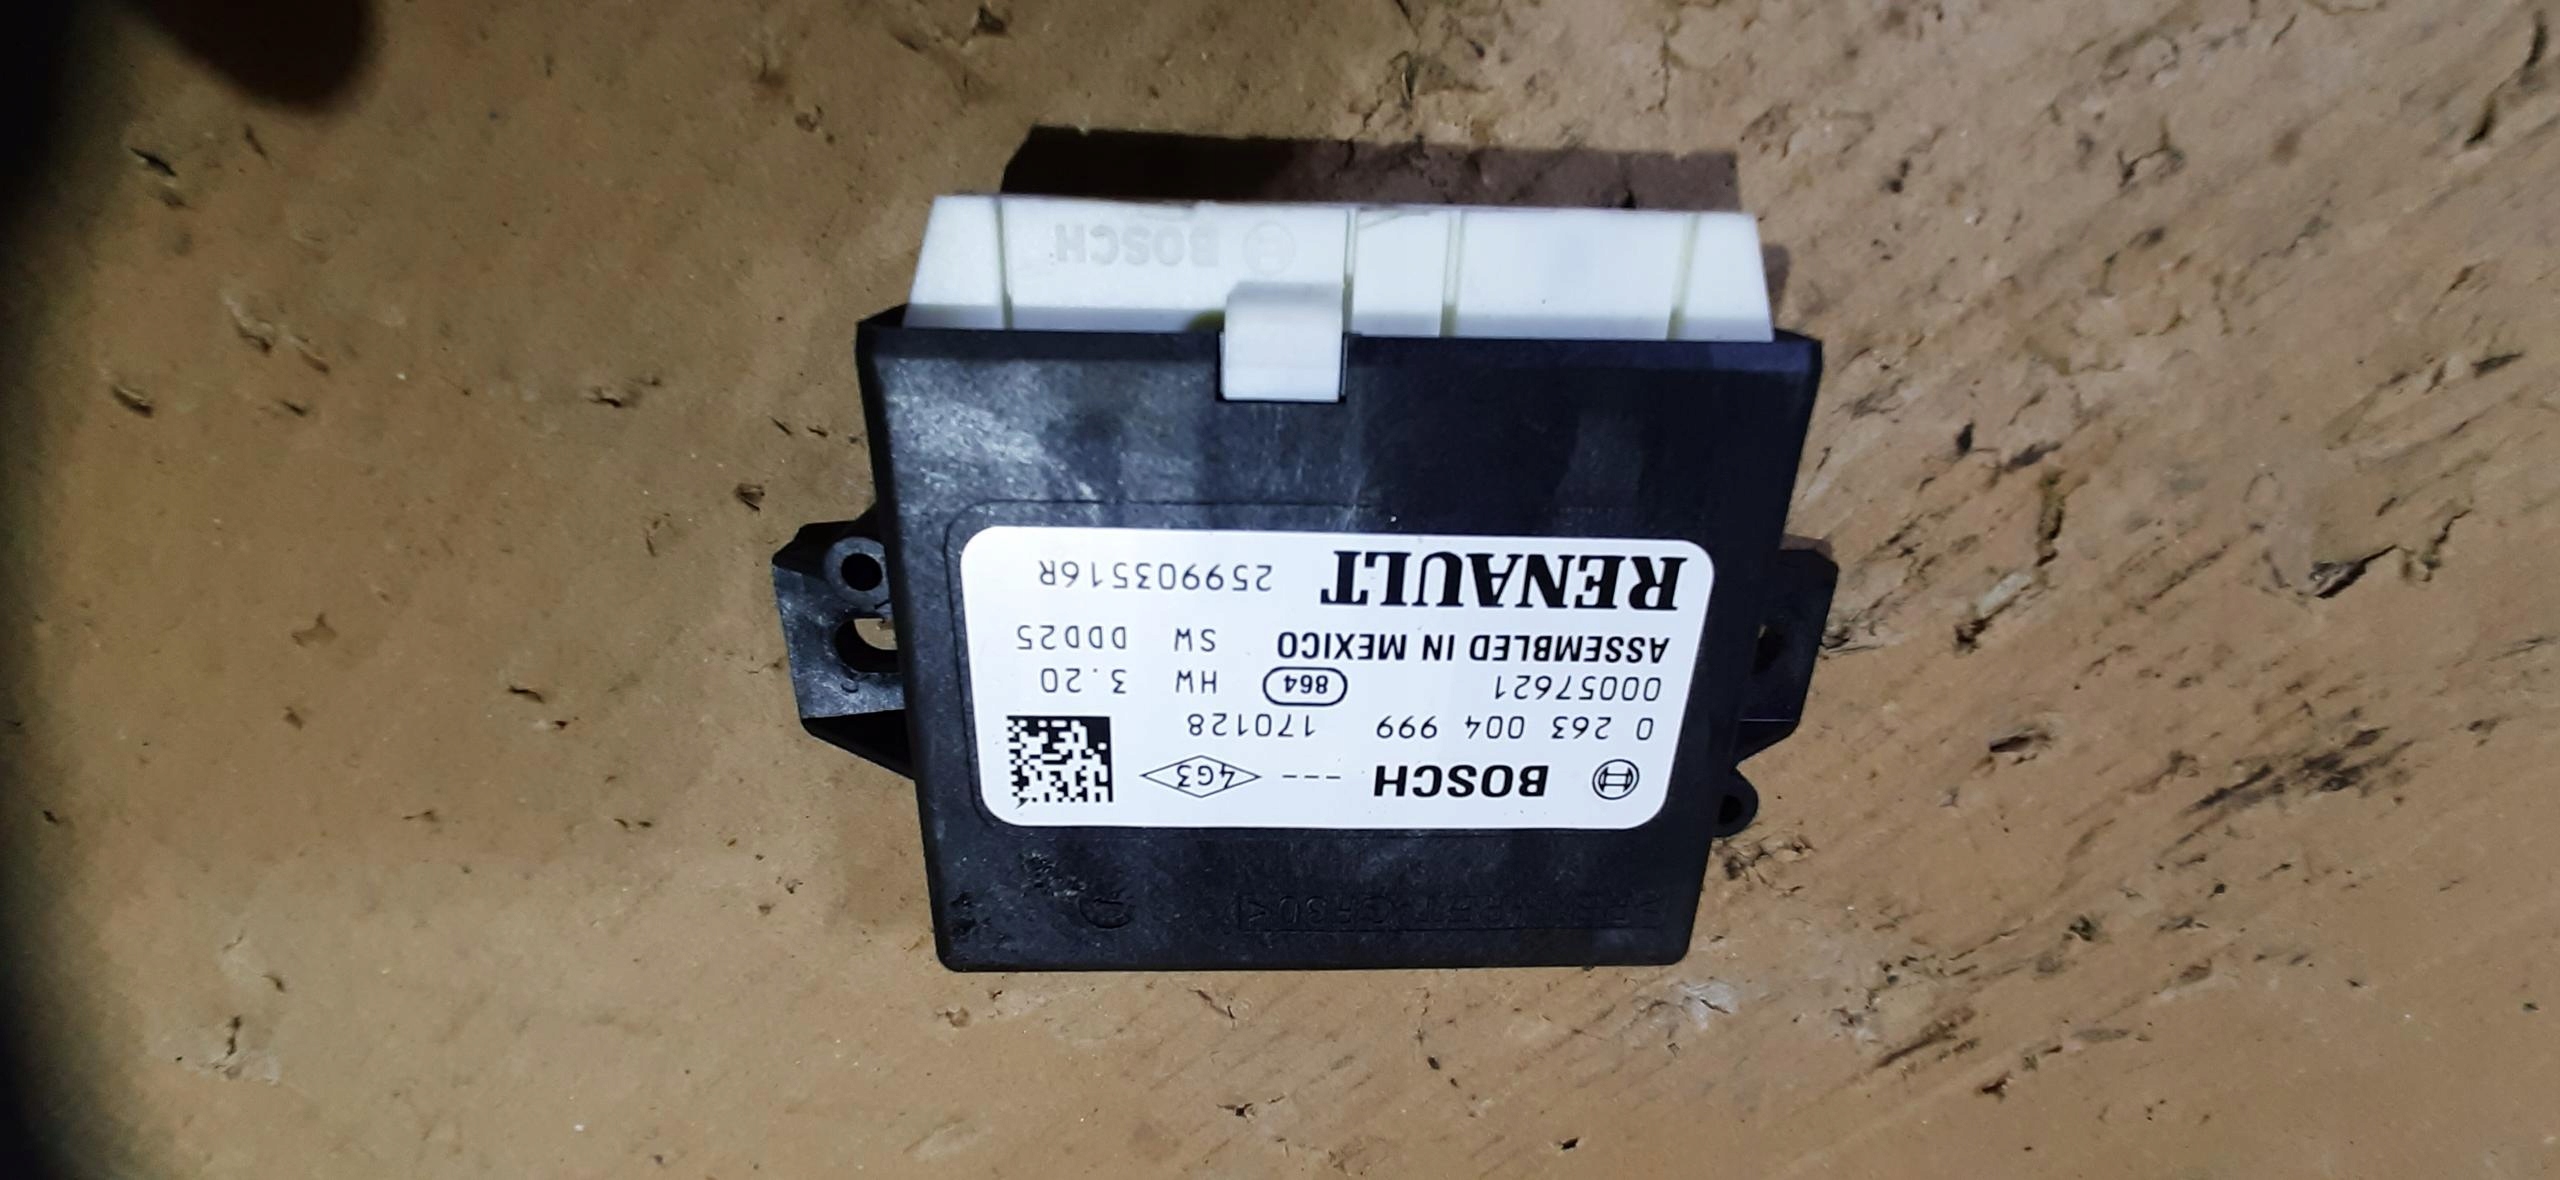 BOSCH --- 4G3
0 263 004 999 170128
00057621 864 HW 3.20
ASSEMBLED IN MEXICO SW DDD25
RENAULT 259903516R
BOSCH